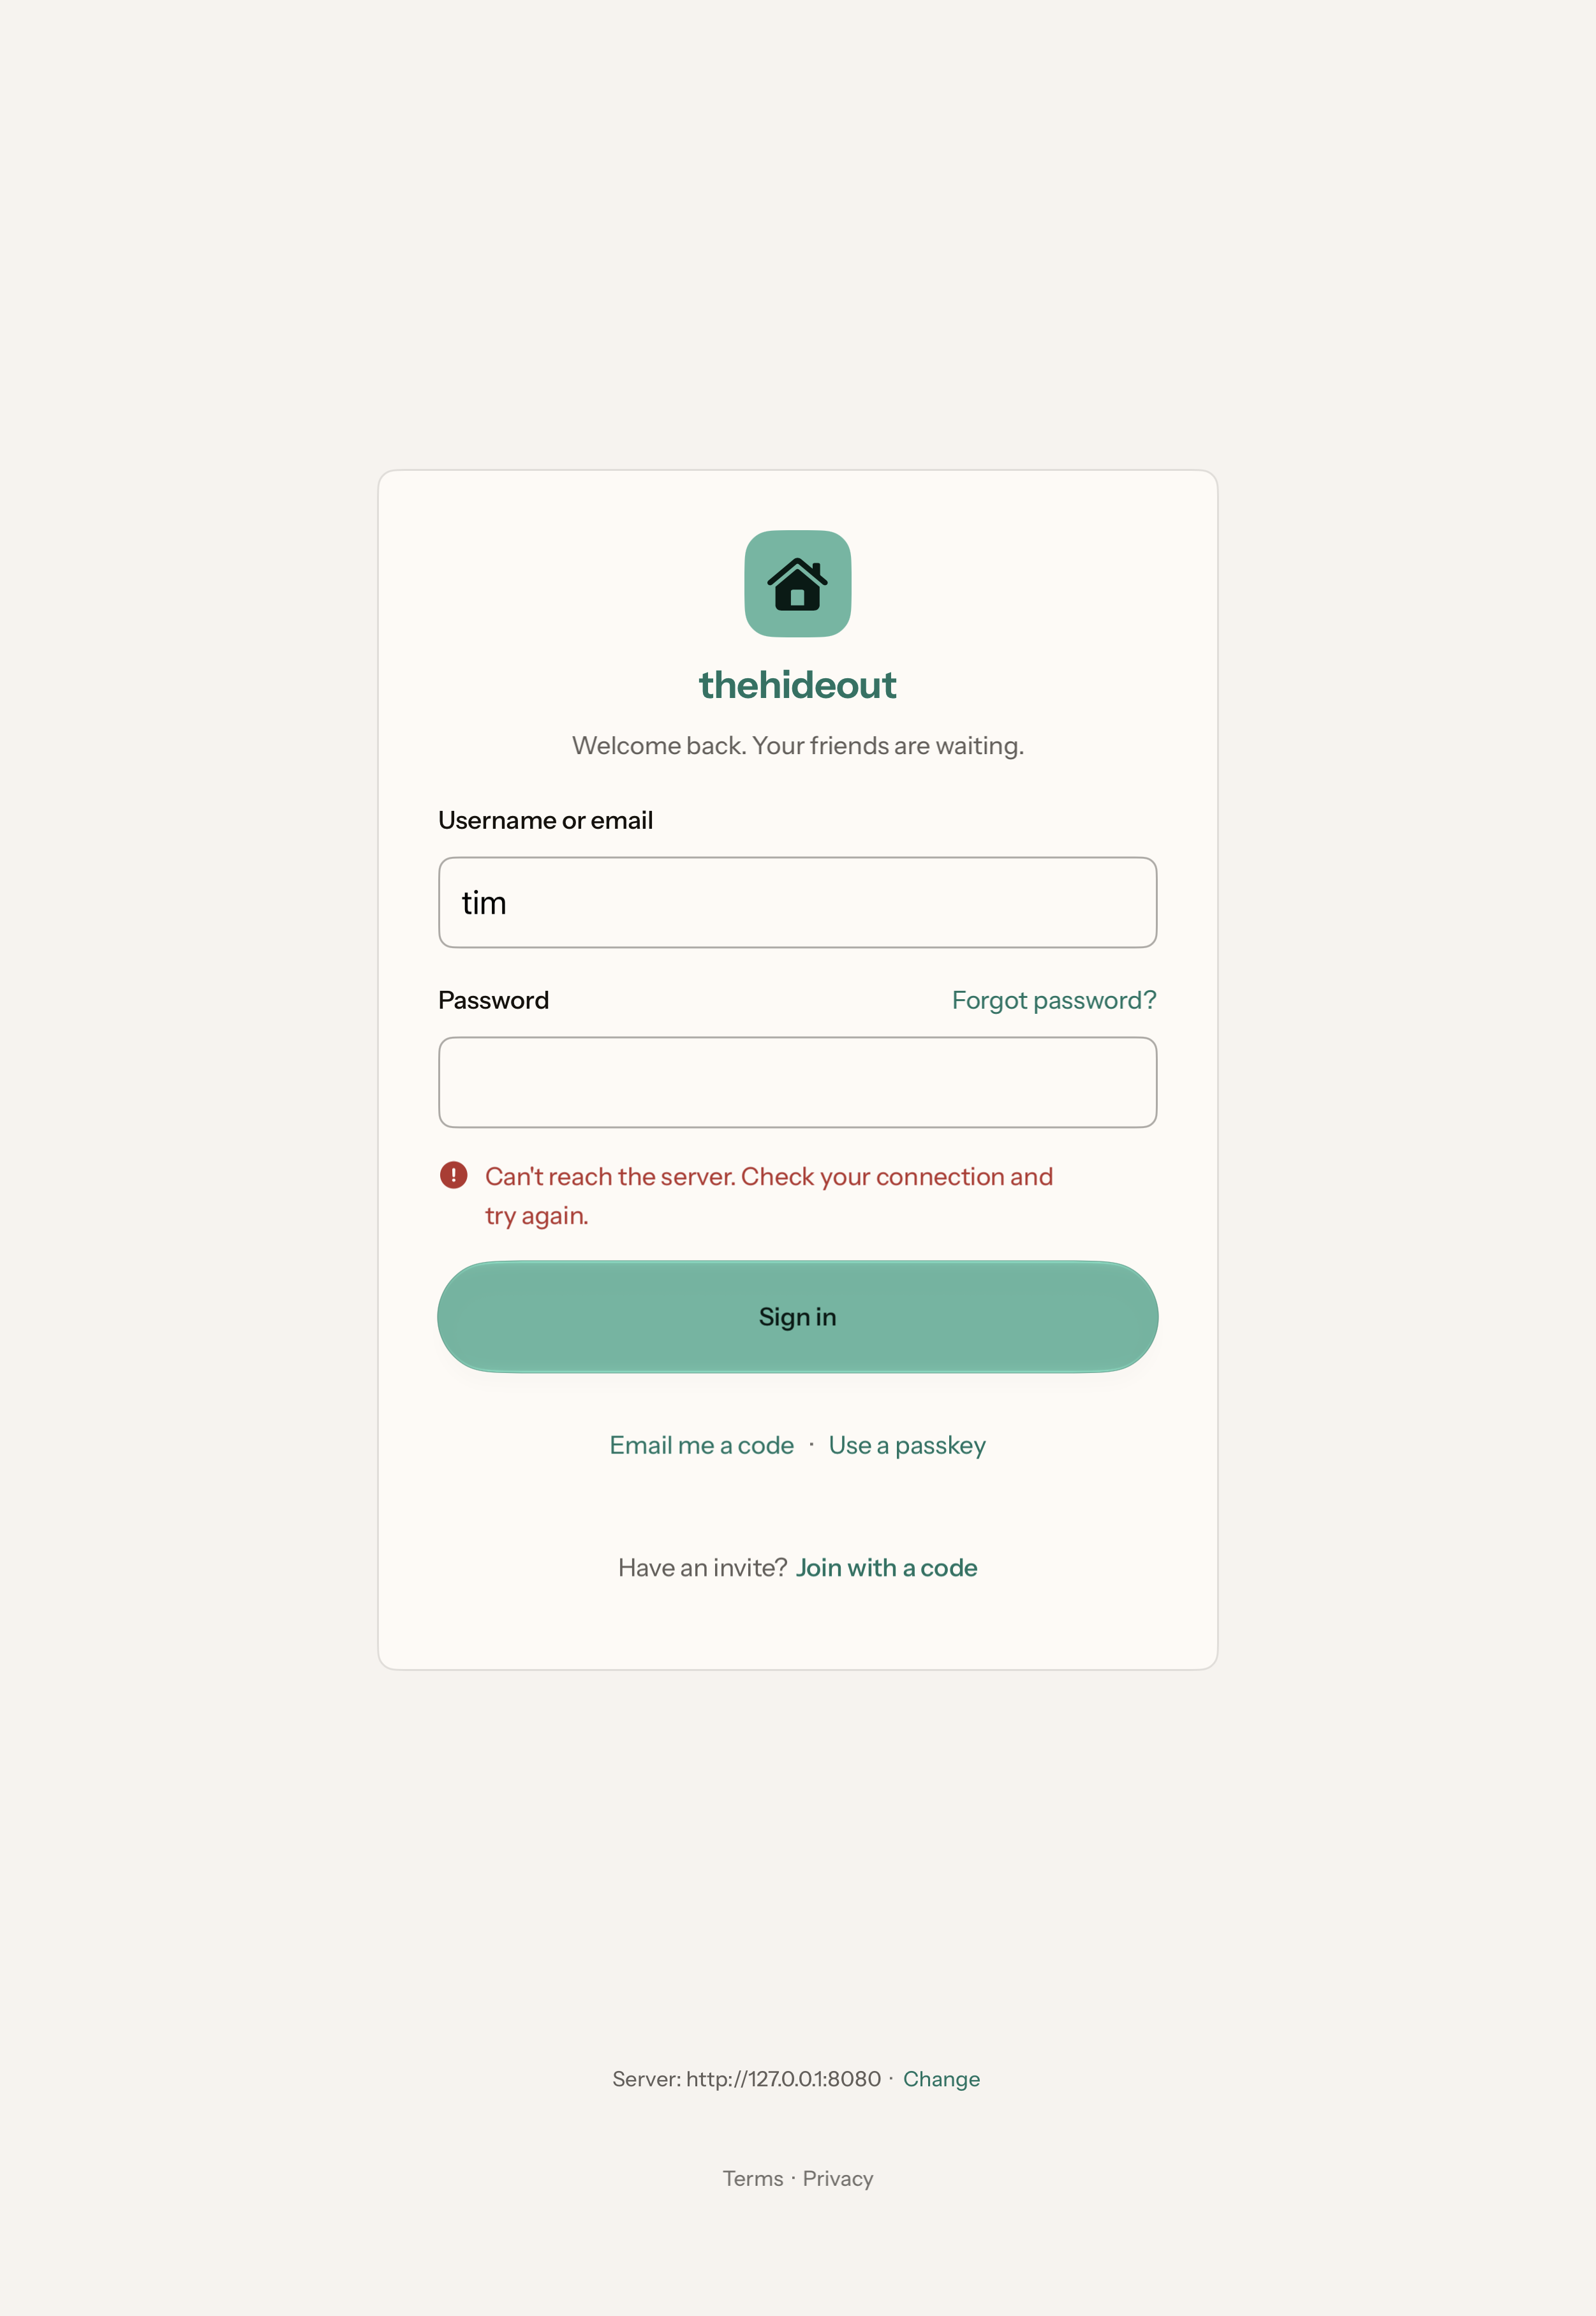 thehideout
Welcome back. Your friends are waiting.
Username or email
tim
Password
Forgot password?
Can't reach the server. Check your connection and
try again.
Sign in
Email me a code · Use a passkey
Have an invite? Join with a code
Server: http://127.0.0.1:8080 · Change
Terms · Privacy